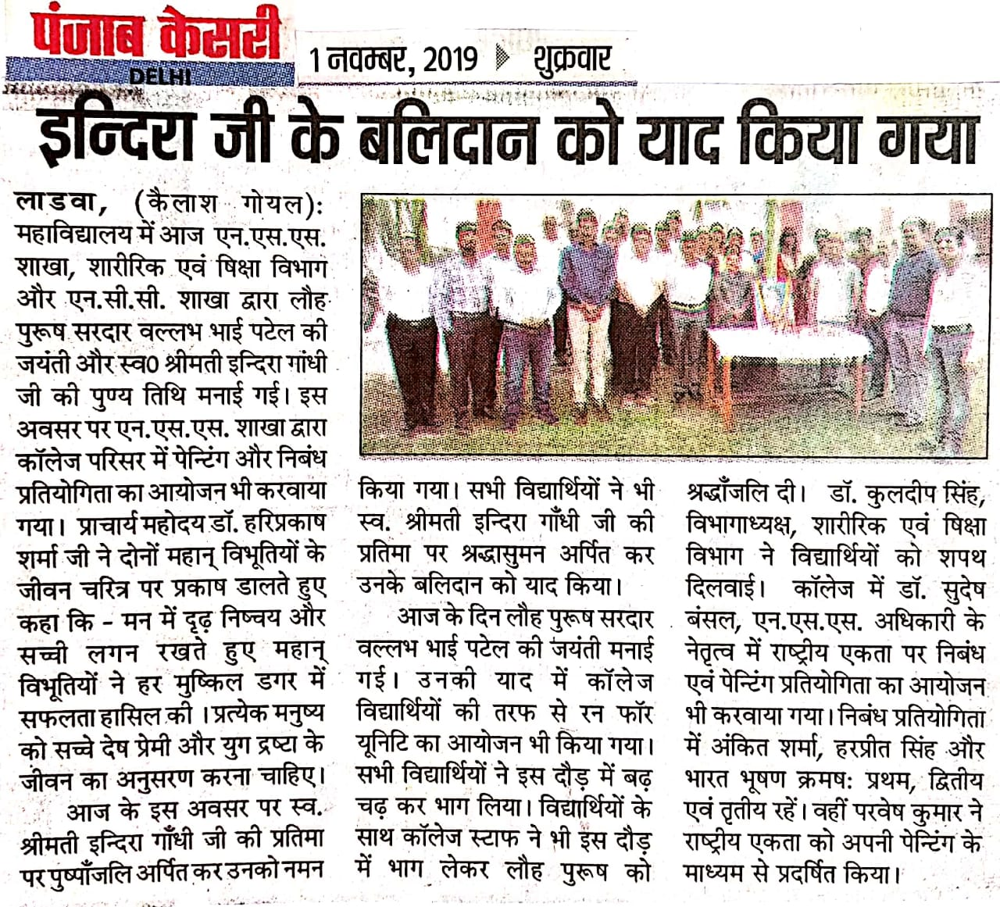 पंजाब केसरी
DELHI
1 नवम्बर, 2019 शुक्रवार
इन्दिरा जी के बलिदान को याद किया गया
लाडवा, (कैलाश गोयल):
महाविद्यालय में आज एन.एस.एस.
शाखा, शारीरिक एवं षिक्षा विभाग
और एन.सी.सी. शाखा द्वारा लौह
पुरूष सरदार वल्लभ भाई पटेल की
जयंती और स्व0 श्रीमती इन्दिरा गांधी
जी की पुण्य तिथि मनाई गई। इस
अवसर पर एन.एस.एस. शाखा द्वारा
कॉलेज परिसर में पेन्टिंग और निबंध
प्रतियोगिता का आयोजन भी करवाया
गया। प्राचार्य महोदय डॉ. हरिप्रकाष
शर्मा जी ने दोनों महान् विभूतियों के
जीवन चरित्र पर प्रकाष डालते हुए
कहा कि - मन में दृढ़ निष्चय और
सच्ची लगन रखते हुए महान्
विभूतियों ने हर मुष्किल डगर में
सफलता हासिल की । प्रत्येक मनुष्य
को सच्चे देष प्रेमी और युग द्रष्टा के
जीवन का अनुसरण करना चाहिए।
आज के इस अवसर पर स्व.
श्रीमती इन्दिरा गाँधी जी की प्रतिमा
पर पुष्पाँजलि अर्पित कर उनको नमन
किया गया। सभी विद्यार्थियों ने भी
स्व. श्रीमती इन्दिरा गाँधी जी की
प्रतिमा पर श्रद्धासुमन अर्पित कर
उनके बलिदान को याद किया।
आज के दिन लौह पुरूष सरदार
वल्लभ भाई पटेल की जयंती मनाई
गई। उनकी याद में कॉलेज
विद्यार्थियों की तरफ से रन फॉर
यूनिटि का आयोजन भी किया गया।
सभी विद्यार्थियों ने इस दौड़ में बढ़
चढ़ कर भाग लिया। विद्यार्थियों के
साथ कॉलेज स्टाफ ने भी इस दौड़
में भाग लेकर लौह पुरूष को
श्रद्धाँजलि दी। डॉ. कुलदीप सिंह,
विभागाध्यक्ष, शारीरिक एवं षिक्षा
विभाग ने विद्यार्थियों को शपथ
दिलवाई। कॉलेज में डॉ. सुदेष
बंसल, एन.एस.एस. अधिकारी के
नेतृत्व में राष्ट्रीय एकता पर निबंध
एवं पेन्टिंग प्रतियोगिता का आयोजन
भी करवाया गया। निबंध प्रतियोगिता
में अंकित शर्मा, हरप्रीत सिंह और
भारत भूषण क्रमष: प्रथम, द्वितीय
एवं तृतीय रहें। वहीं परवेष कुमार ने
राष्ट्रीय एकता को अपनी पेन्टिंग के
माध्यम से प्रदर्षित किया।